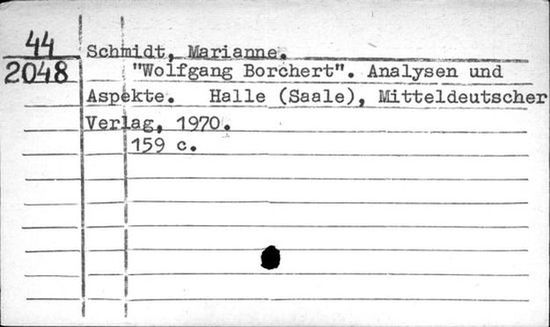 44 Schmidt, Marianne.
2048 "Wolfgang Borchert". Analysen und
Aspekte. Halle (Saale), Mitteldeutscher
Verlag, 1970.
159 c.